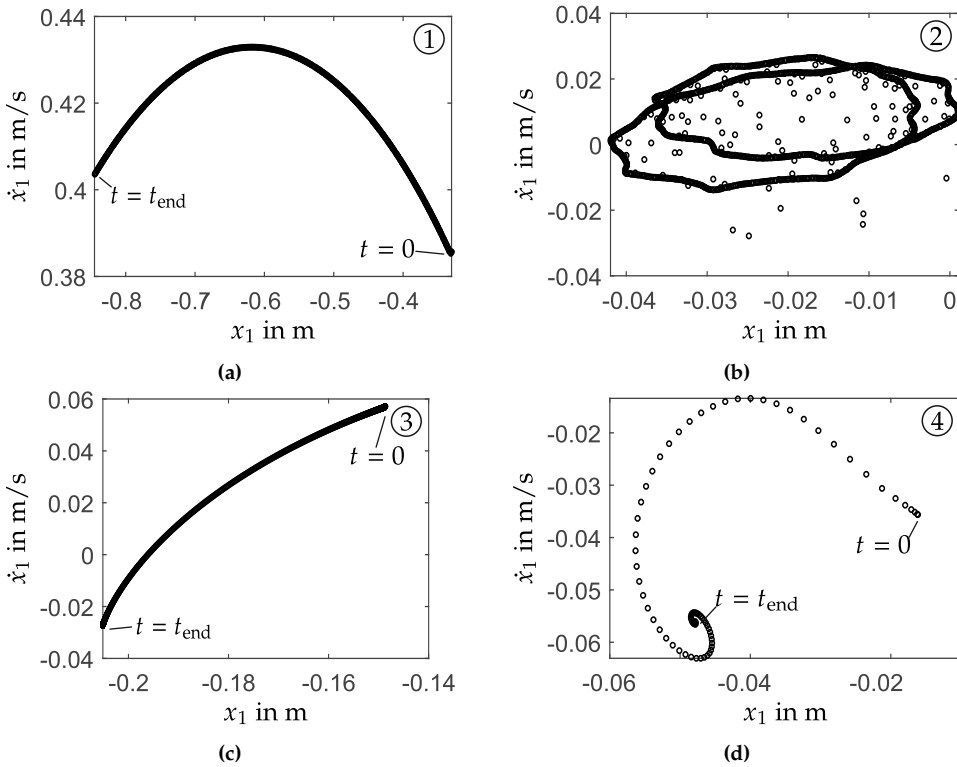 0.44
0.42
0.4
0.38
ẋ₁ in m/s
①
t = t_end
t = 0
-0.8 -0.7 -0.6 -0.5 -0.4
x₁ in m
(a)
0.04
0.02
0
-0.02
-0.04
ẋ₁ in m/s
②
-0.04 -0.03 -0.02 -0.01 0
x₁ in m
(b)
0.06
0.04
0.02
0
-0.02
-0.04
ẋ₁ in m/s
③
t = 0
t = t_end
-0.2 -0.18 -0.16 -0.14
x₁ in m
(c)
-0.02
-0.03
-0.04
-0.05
-0.06
ẋ₁ in m/s
④
t = 0
t = t_end
-0.06 -0.04 -0.02
x₁ in m
(d)